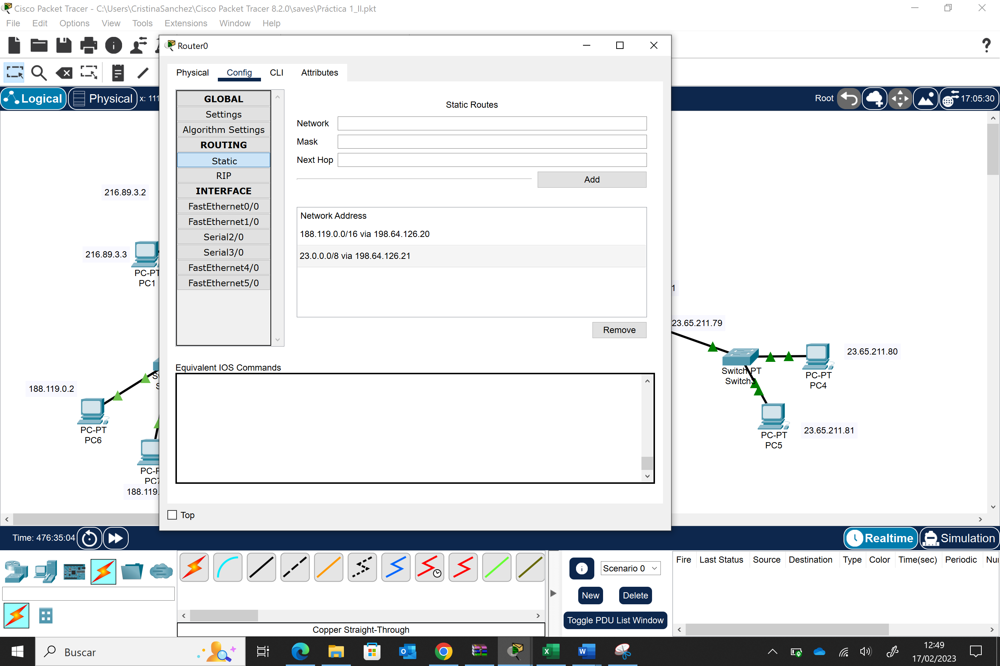 Cisco Packet Tracer - C:\Users\CristinaSanchez\Cisco Packet Tracer 8.2.0\saves\Práctica 1_II.pkt
File Edit Options View Tools Extensions Window Help
Router0
Physical Config CLI Attributes
Logical Physical x: 111
Root 17:05:30
GLOBAL
Settings
Algorithm Settings
ROUTING
Static
RIP
INTERFACE
FastEthernet0/0
FastEthernet1/0
Serial2/0
Serial3/0
FastEthernet4/0
FastEthernet5/0
Static Routes
Network
Mask
Next Hop
Add
Network Address
188.119.0.0/16 via 198.64.126.20
23.0.0.0/8 via 198.64.126.21
Remove
Equivalent IOS Commands
Top
216.89.3.2
216.89.3.3
PC-PT
PC1
188.119.0.2
PC-PT
PC6
PC-P
PC7
188.119.
1
23.65.211.79
Switch-PT
Switch3
23.65.211.80
PC-PT
PC4
PC-PT
PC5
23.65.211.81
Time: 476:35:04
Realtime Simulation
Copper Straight-Through
Scenario 0
New Delete
Toggle PDU List Window
Fire Last Status Source Destination Type Color Time(sec) Periodic Nu
Buscar
12:49
17/02/2023